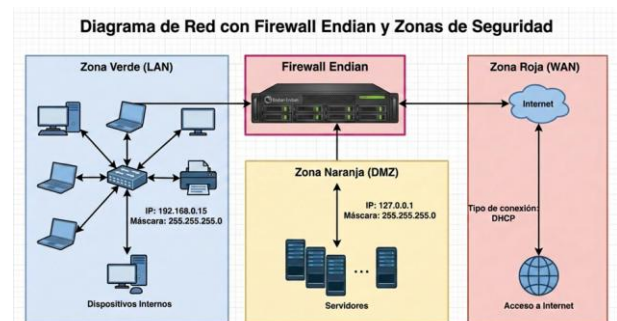 Diagrama de Red con Firewall Endian y Zonas de Seguridad
Zona Verde (LAN)
Firewall Endian
Zona Roja (WAN)
Internet
Zona Naranja (DMZ)
IP: 192.168.0.15
Máscara: 255.255.255.0
IP: 127.0.0.1
Máscara: 255.255.255.0
Tipo de conexión:
DHCP
Dispositivos Internos
Servidores
Acceso a Internet